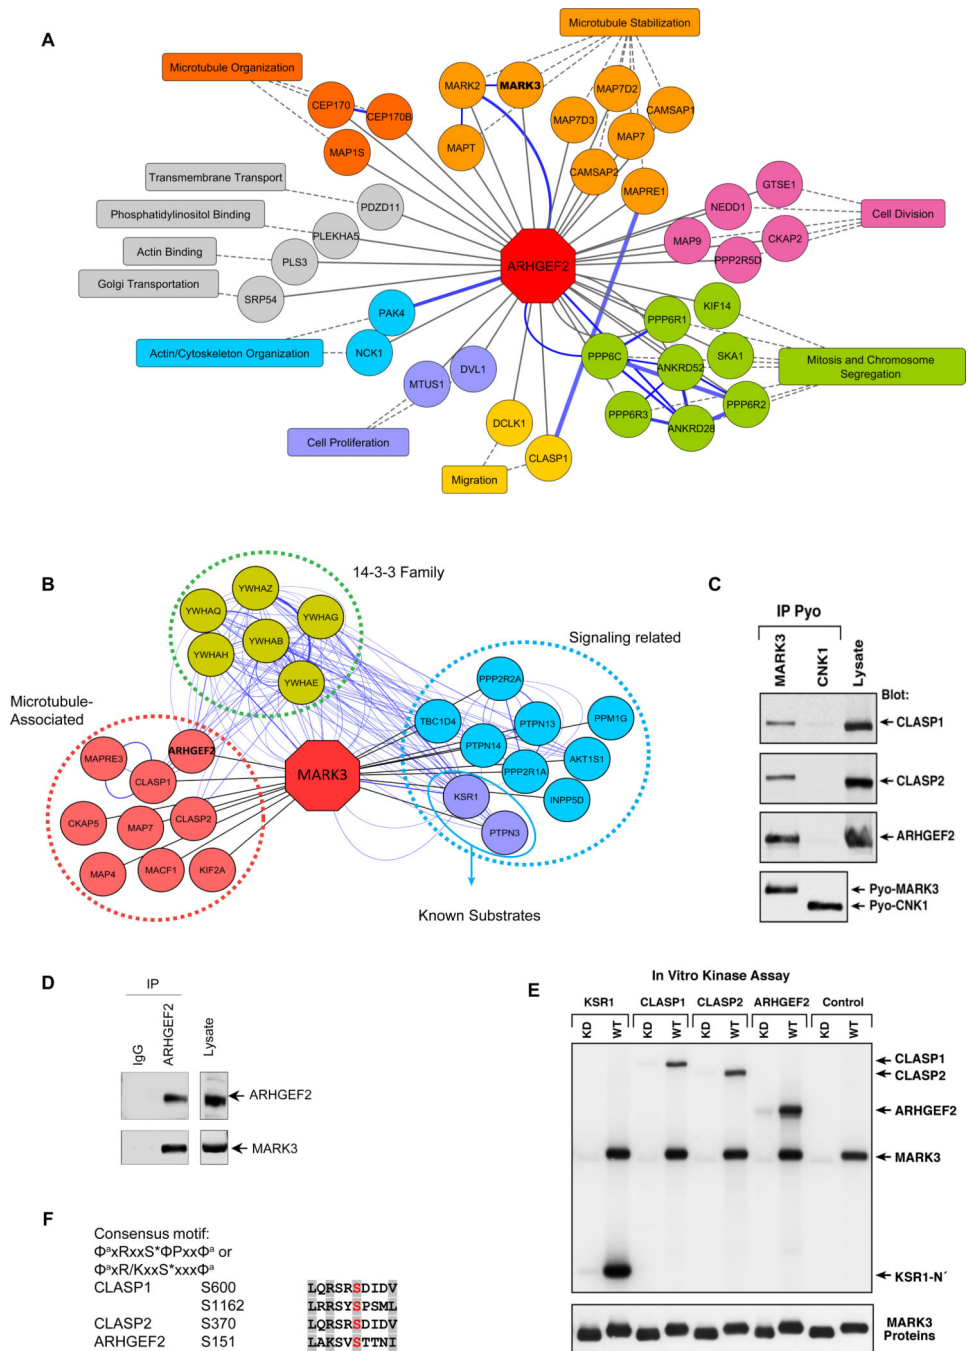 A
Microtubule Stabilization
Microtubule Organization
MARK2
MARK3
MAP7D2
CAMSAP1
CEP170
CEP170B
MAP7D3
MAP7
MAPT
MAP1S
CAMSAP2
MAPRE1
GTSE1
Transmembrane Transport
PDZD11
NEDD1
Phosphatidylinositol Binding
Cell Division
PLEKHA5
MAP9
CKAP2
Actin Binding
PLS3
ARHGEF2
PPP2R5D
Golgi Transportation
SRP54
PAK4
KIF14
PPP6R1
Actin/Cytoskeleton Organization
NCK1
PPP6C
SKA1
Mitosis and Chromosome
Segregation
ANKRD52
DVL1
MTUS1
PPP6R2
PPP6R3
DCLK1
ANKRD28
Cell Proliferation
CLASP1
Migration
B
14-3-3 Family
YWHAZ
YWHAQ
YWHAG
YWHAB
YWHAH
YWHAE
Signaling related
PPP2R2A
TBC1D4
PTPN13
PPM1G
PTPN14
AKT1S1
PPP2R1A
INPP5D
KSR1
PTPN3
Known Substrates
Microtubule-
Associated
ARHGEF2
MAPRE3
CLASP1
MARK3
CKAP5
MAP7
CLASP2
MAP4
MACF1
KIF2A
C
IP Pyo
MARK3
CNK1
Lysate
Blot:
CLASP1
CLASP2
ARHGEF2
Pyo-MARK3
Pyo-CNK1
D
IP
IgG
ARHGEF2
Lysate
ARHGEF2
MARK3
E
In Vitro Kinase Assay
KSR1 CLASP1 CLASP2 ARHGEF2 Control
KD WT KD WT KD WT KD WT KD WT
CLASP1
CLASP2
ARHGEF2
MARK3
KSR1-N´
MARK3
Proteins
F
Consensus motif:
ΦᵃxRxxS*ΦPxxΦᵃ or
ΦᵃxR/KxxS*xxxΦᵃ
CLASP1 S600 LQRSRSDIDV
S1162 LRRSYSPSML
CLASP2 S370 LQRSRSDIDV
ARHGEF2 S151 LAKSVSTTNI